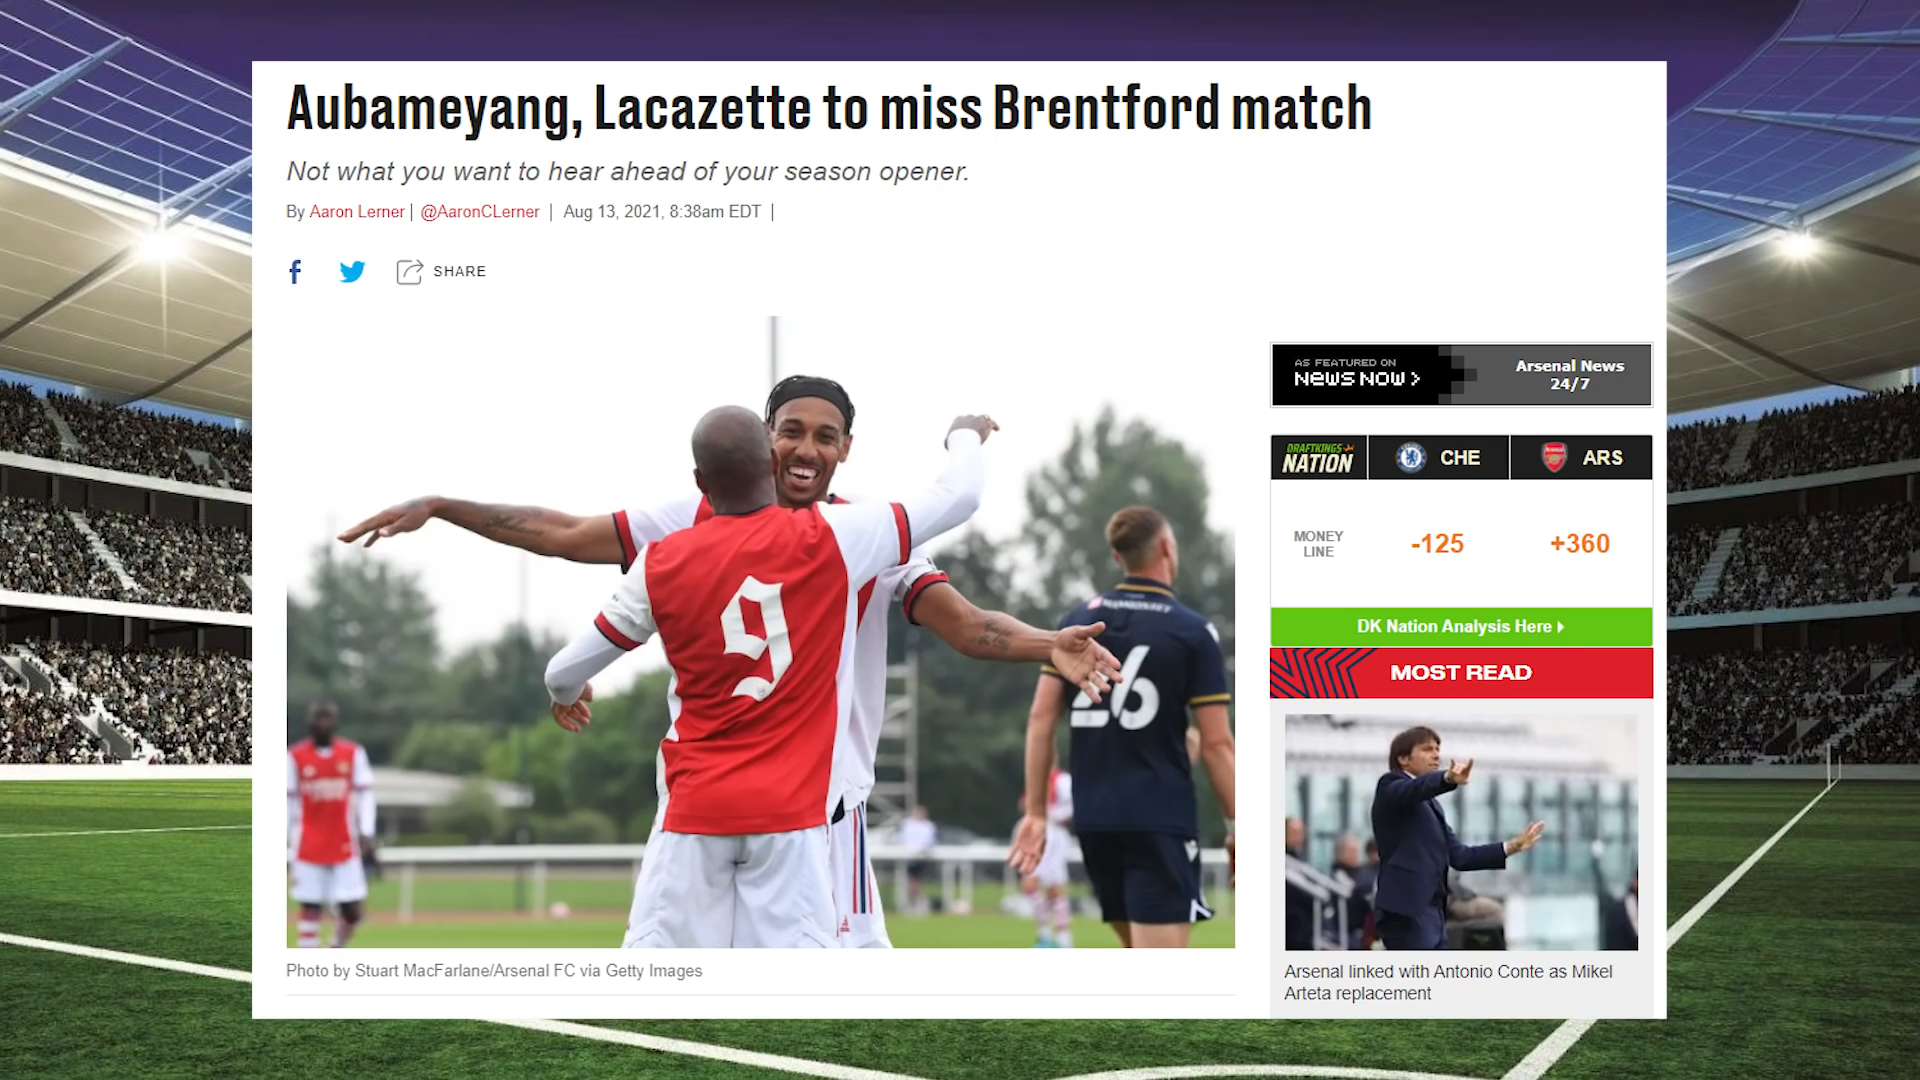 Aubameyang, Lacazette to miss Brentford match
Not what you want to hear ahead of your season opener.
By Aaron Lerner | @AaronCLerner | Aug 13, 2021, 8:38am EDT |
SHARE
9
26
Photo by Stuart MacFarlane/Arsenal FC via Getty Images
AS FEATURED ON
NEWS NOW >
Arsenal News
24/7
DRAFTKINGS
NATION
CHE
ARS
MONEY
LINE
-125
+360
DK Nation Analysis Here
MOST READ
Arsenal linked with Antonio Conte as Mikel
Arteta replacement